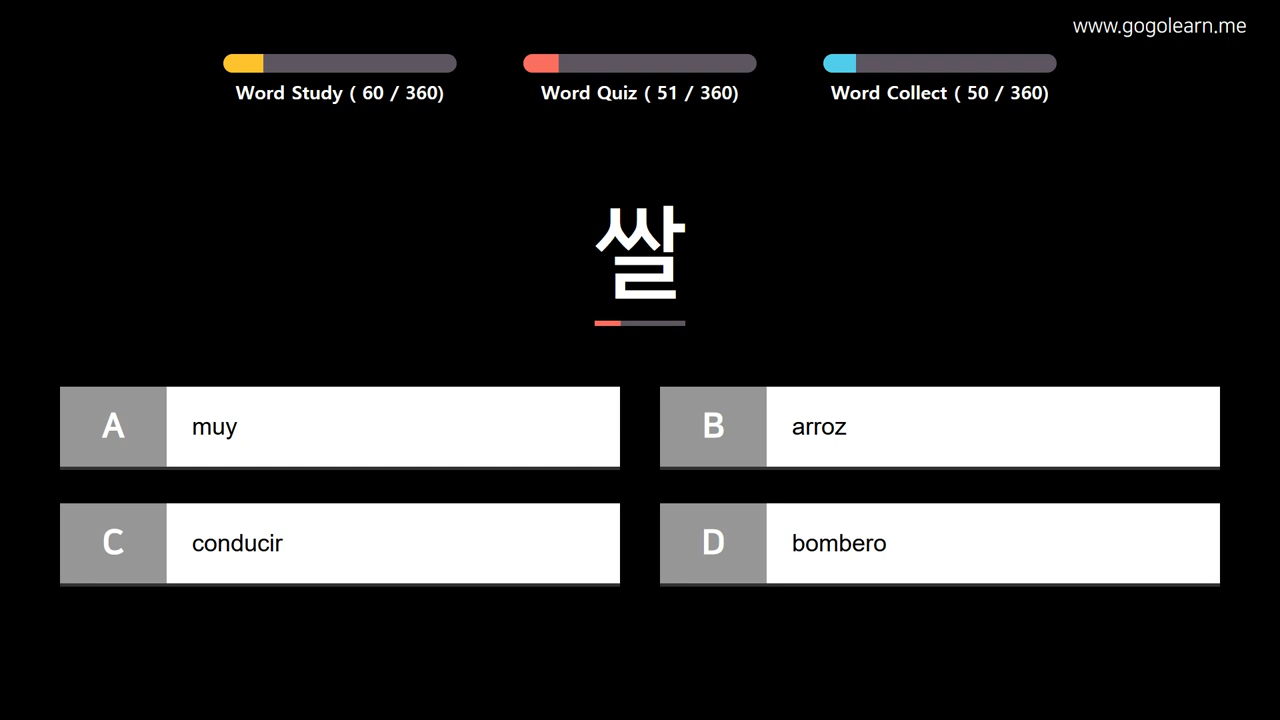 www.gogolearn.me
Word Study ( 60 / 360)
Word Quiz ( 51 / 360)
Word Collect ( 50 / 360)
쌀
A muy
B arroz
C conducir
D bombero